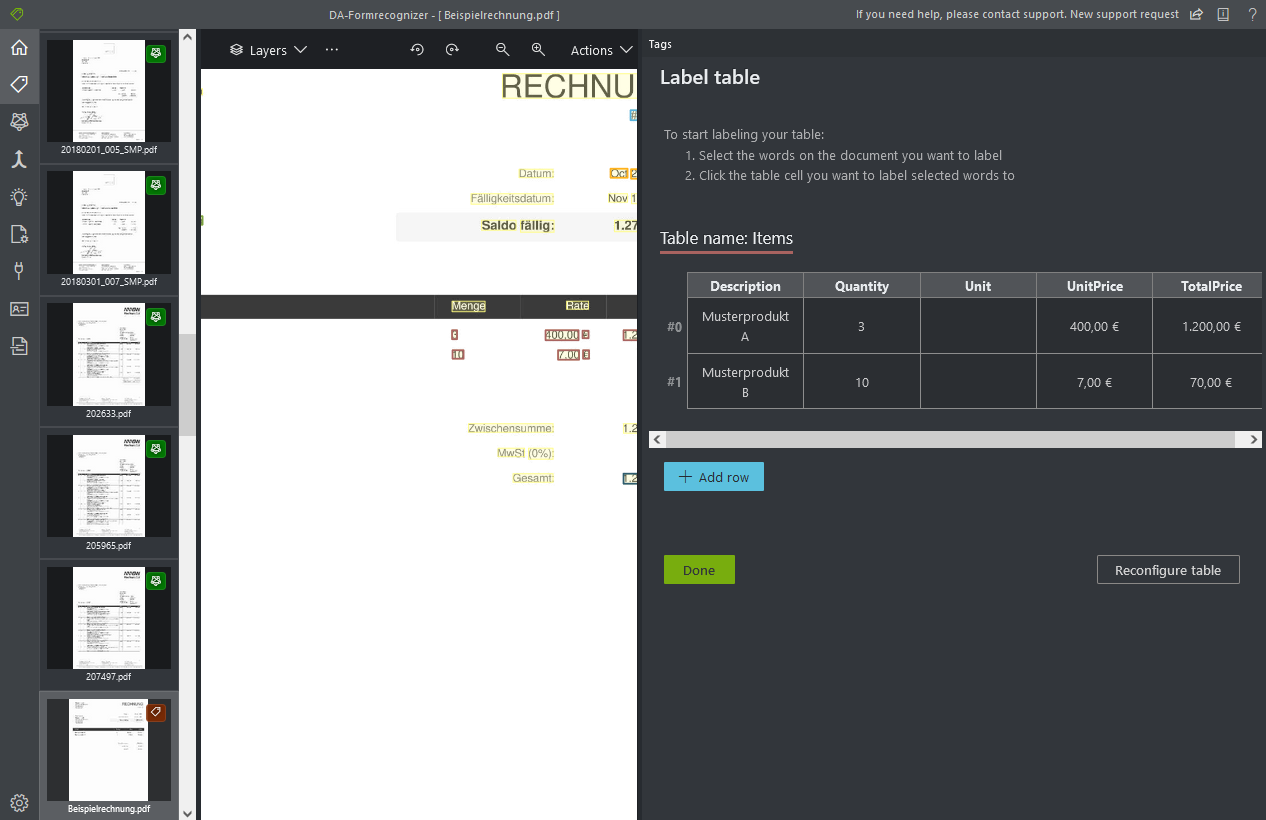 DA-Formrecognizer - [ Beispielrechnung.pdf ]
If you need help, please contact support. New support request
20180201_005_SMP.pdf
20180301_007_SMP.pdf
202633.pdf
205965.pdf
207497.pdf
Beispielrechnung.pdf
Layers
Actions
RECHNU
#
Datum: Oct 2
Fälligkeitsdatum: Nov 1
Saldo fällig: 1.27
Menge Rate
3 400,00 € 1.2
10 7,00 €
Zwischensumme: 1.2
MwSt (0%):
Gesamt: 1.2
Tags
Label table
To start labeling your table:
1. Select the words on the document you want to label
2. Click the table cell you want to label selected words to
Table name: Items
Description Quantity Unit UnitPrice TotalPrice
#0 Musterprodukt A 3 400,00 € 1.200,00 €
#1 Musterprodukt B 10 7,00 € 70,00 €
Add row
Done
Reconfigure table